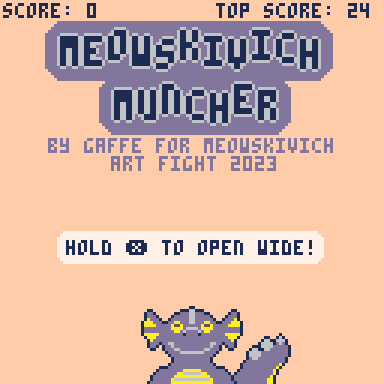 SCORE: 0 TOP SCORE: 24
MEOWSKIVICH
MUNCHER
BY GAFFE FOR MEOWSKIVICH
ART FIGHT 2023
HOLD ❎ TO OPEN WIDE!